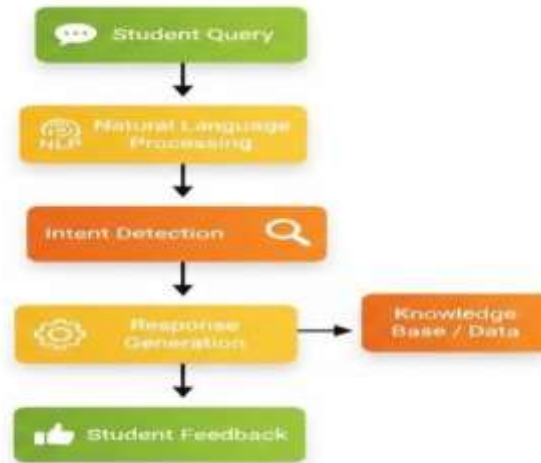 Student Query
Natural Language
Processing
NLP
Intent Detection
Response
Generation
Knowledge
Base / Data
Student Feedback